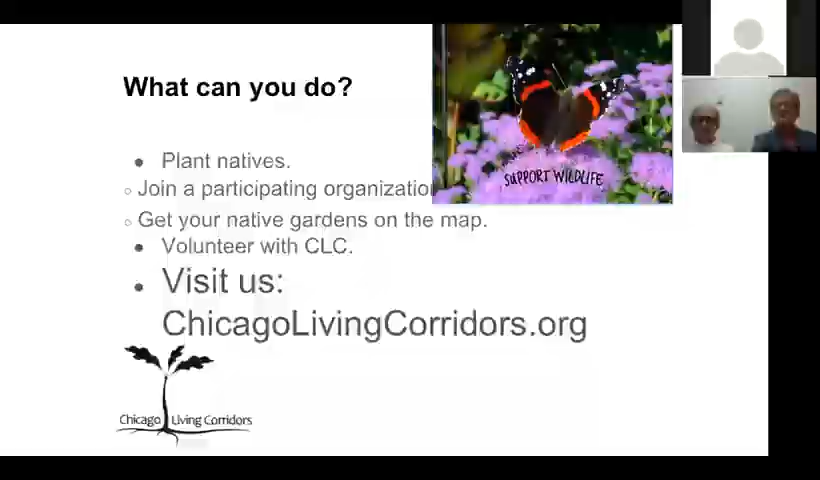 What can you do?
Plant natives.
Join a participating organizatio
Get your native gardens on the map.
Volunteer with CLC.
Visit us:
ChicagoLivingCorridors.org
SUPPORT WILDLIFE
Chicago Living Corridors